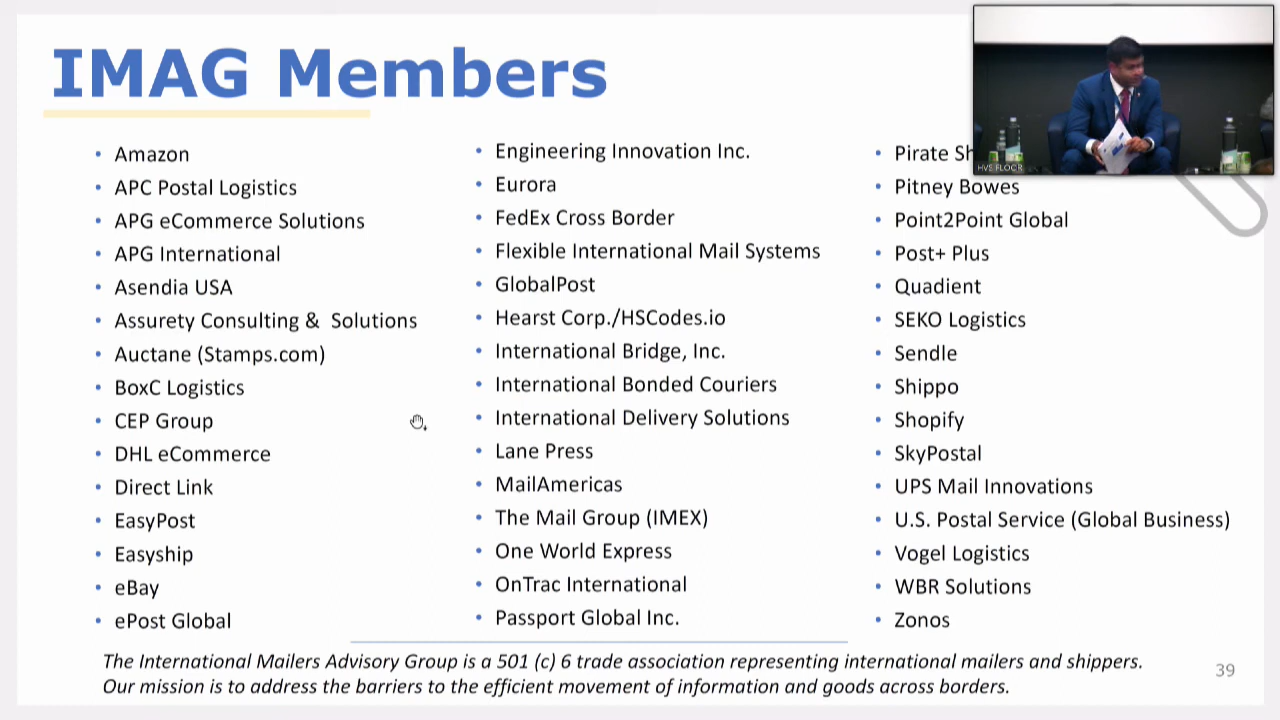 IMAG Members
• Amazon
• APC Postal Logistics
• APG eCommerce Solutions
• APG International
• Asendia USA
• Assurety Consulting & Solutions
• Auctane (Stamps.com)
• BoxC Logistics
• CEP Group
• DHL eCommerce
• Direct Link
• EasyPost
• Easyship
• eBay
• ePost Global
• Engineering Innovation Inc.
• Eurora
• FedEx Cross Border
• Flexible International Mail Systems
• GlobalPost
• Hearst Corp./HSCodes.io
• International Bridge, Inc.
• International Bonded Couriers
• International Delivery Solutions
• Lane Press
• MailAmericas
• The Mail Group (IMEX)
• One World Express
• OnTrac International
• Passport Global Inc.
• Pirate
• Pitney Bowes
• Point2Point Global
• Post+ Plus
• Quadient
• SEKO Logistics
• Sendle
• Shippo
• Shopify
• SkyPostal
• UPS Mail Innovations
• U.S. Postal Service (Global Business)
• Vogel Logistics
• WBR Solutions
• Zonos
HVS FLOOR
The International Mailers Advisory Group is a 501 (c) 6 trade association representing international mailers and shippers.
Our mission is to address the barriers to the efficient movement of information and goods across borders.
39